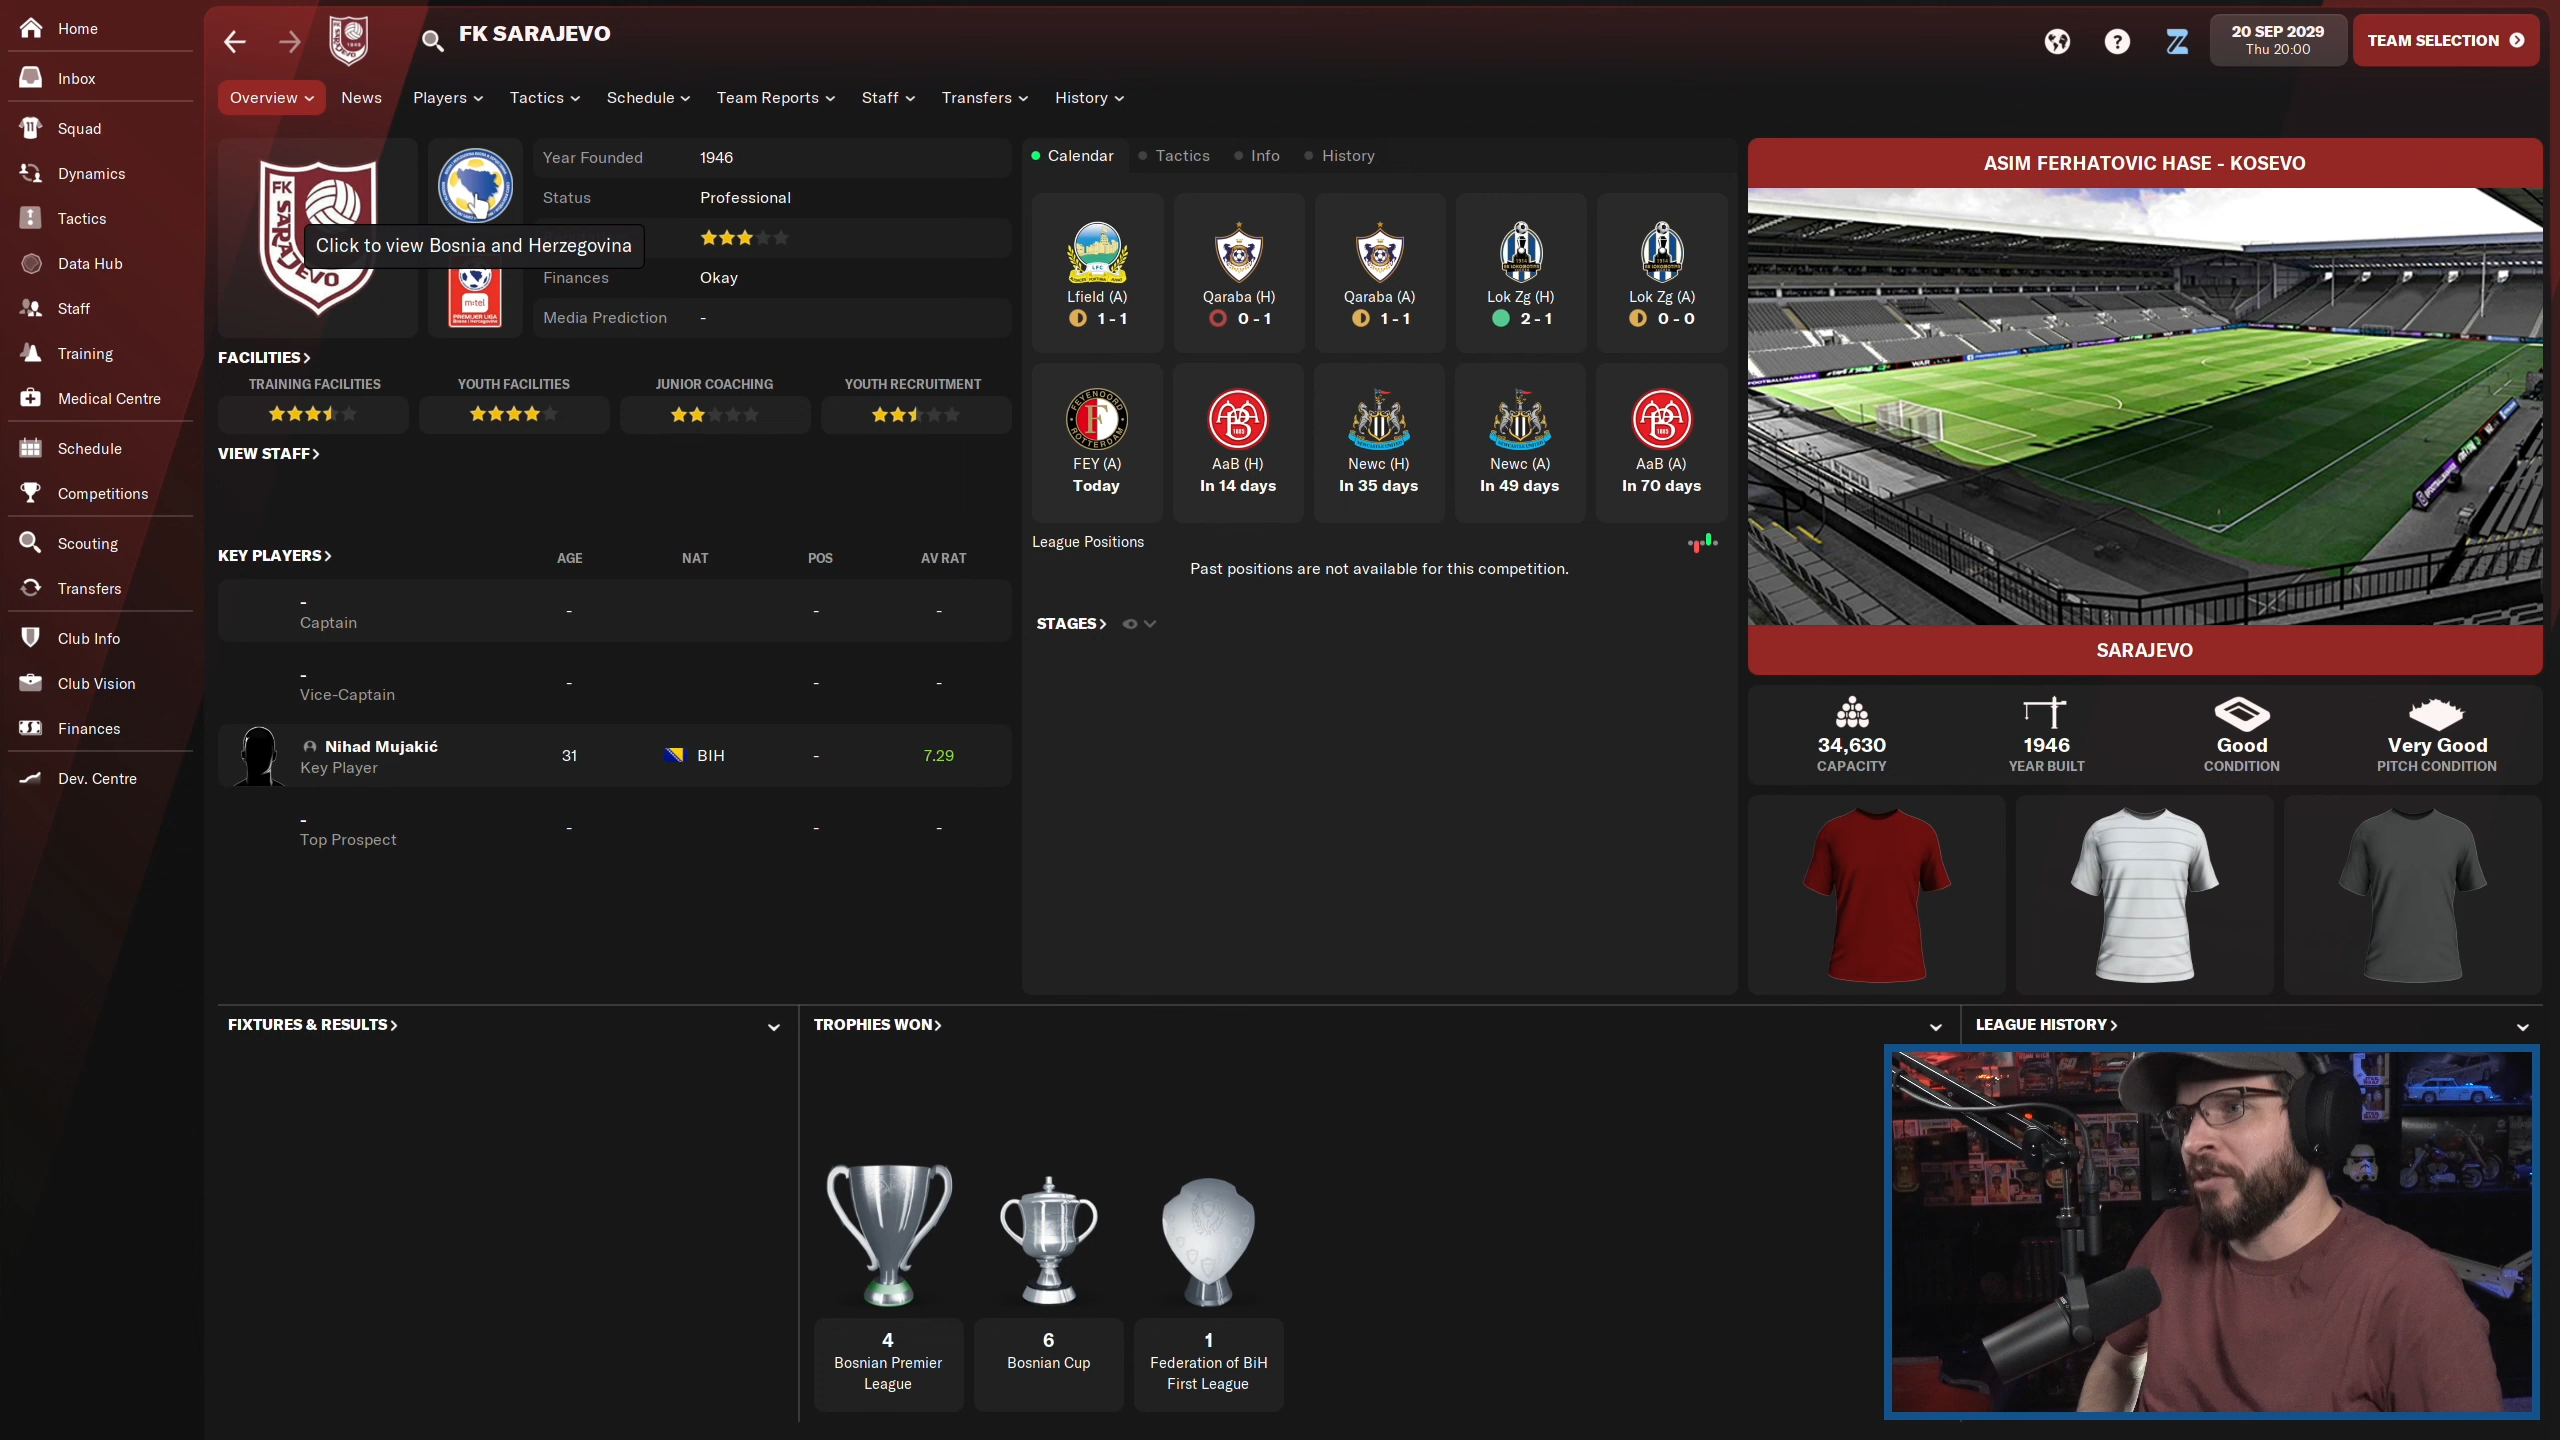 Home
Inbox
Squad
Dynamics
Tactics
Data Hub
Staff
Training
Medical Centre
Schedule
Competitions
Scouting
Transfers
Club Info
Club Vision
Finances
Dev. Centre
FK SARAJEVO
20 SEP 2029
Thu 20:00
TEAM SELECTION
Overview
News
Players
Tactics
Schedule
Team Reports
Staff
Transfers
History
FK
SARAJEVO
Year Founded 1946
Status Professional
Click to view Bosnia and Herzegovina
Finances Okay
Media Prediction -
m:tel
PREMIJER LIGA
FACILITIES
TRAINING FACILITIES
YOUTH FACILITIES
JUNIOR COACHING
YOUTH RECRUITMENT
VIEW STAFF
KEY PLAYERS AGE NAT POS AV RAT
- - - -
Captain
- - - -
Vice-Captain
Nihad Mujakić 31 BIH - 7.29
Key Player
- - - -
Top Prospect
Calendar
Tactics
Info
History
Lfield (A)
1 - 1
Qaraba (H)
0 - 1
Qaraba (A)
1 - 1
Lok Zg (H)
2 - 1
Lok Zg (A)
0 - 0
FEY (A)
Today
AaB (H)
In 14 days
Newc (H)
In 35 days
Newc (A)
In 49 days
AaB (A)
In 70 days
League Positions
Past positions are not available for this competition.
STAGES
ASIM FERHATOVIC HASE - KOSEVO
SARAJEVO
34,630
CAPACITY
1946
YEAR BUILT
Good
CONDITION
Very Good
PITCH CONDITION
FIXTURES & RESULTS
TROPHIES WON
LEAGUE HISTORY
4
Bosnian Premier
League
6
Bosnian Cup
1
Federation of BiH
First League